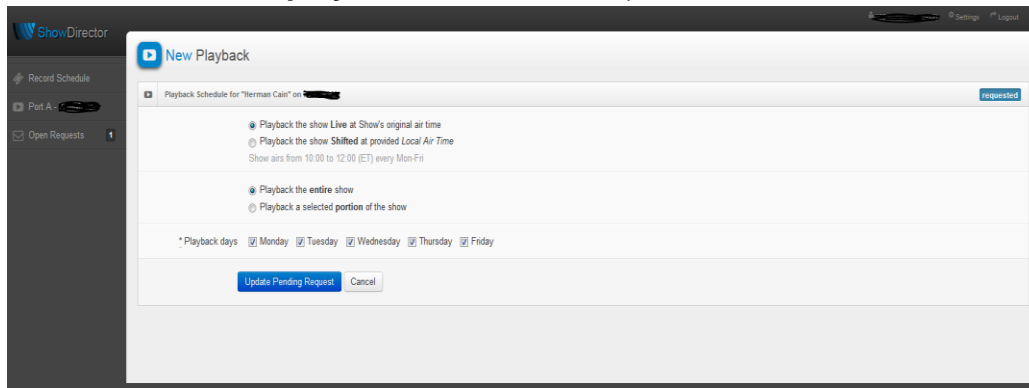 Settings Logout
ShowDirector
New Playback
Record Schedule
Playback Schedule for "Herman Cain" on
requested
Port A -
Open Requests 1
Playback the show Live at Show's original air time
Playback the show Shifted at provided Local Air Time
Show airs from 10:00 to 12:00 (ET) every Mon-Fri
Playback the entire show
Playback a selected portion of the show
* Playback days Monday Tuesday Wednesday Thursday Friday
Update Pending Request Cancel